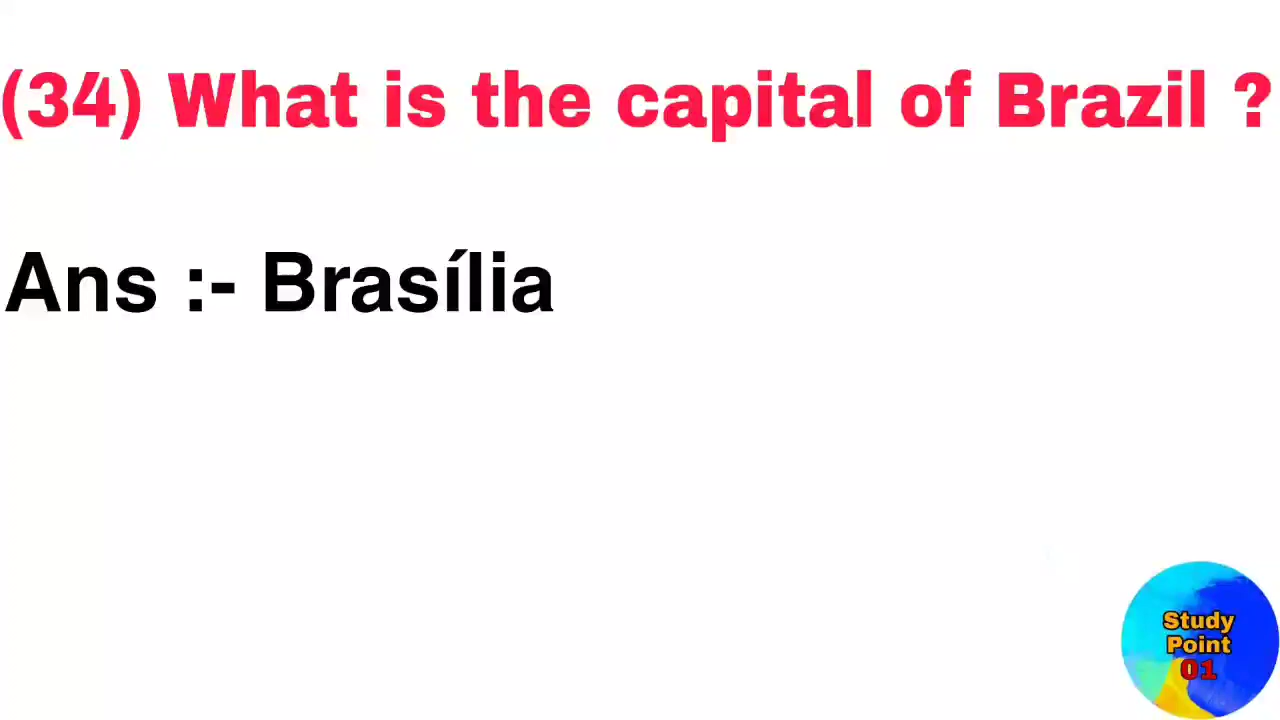 (34) What is the capital of Brazil ?
Ans :- Brasília
Study
Point
01